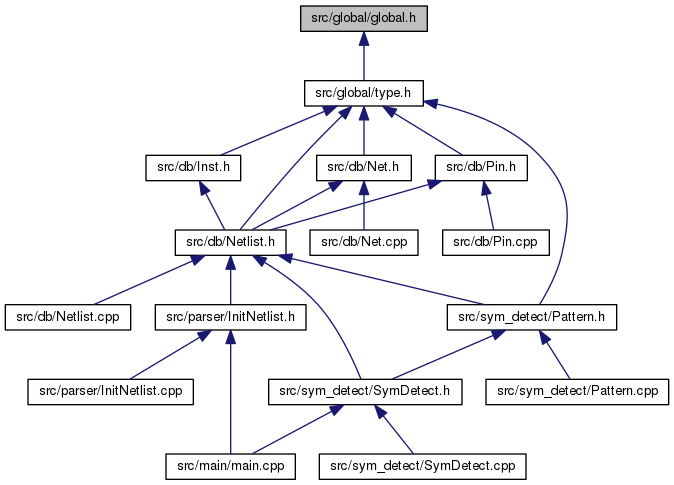 src/global/global.h
src/global/type.h
src/db/Inst.h
src/db/Net.h
src/db/Pin.h
src/db/Netlist.h
src/db/Net.cpp
src/db/Pin.cpp
src/db/Netlist.cpp
src/parser/InitNetlist.h
src/sym_detect/Pattern.h
src/parser/InitNetlist.cpp
src/sym_detect/SymDetect.h
src/sym_detect/Pattern.cpp
src/main/main.cpp
src/sym_detect/SymDetect.cpp